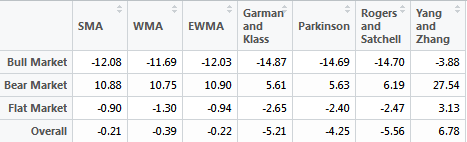 SMA WMA EWMA Garman and Klass Parkinson Rogers and Satchell Yang and Zhang
Bull Market -12.08 -11.69 -12.03 -14.87 -14.69 -14.70 -3.88
Bear Market 10.88 10.75 10.90 5.61 5.63 6.19 27.54
Flat Market -0.90 -1.30 -0.94 -2.65 -2.40 -2.47 3.13
Overall -0.21 -0.39 -0.22 -5.21 -4.25 -5.56 6.78